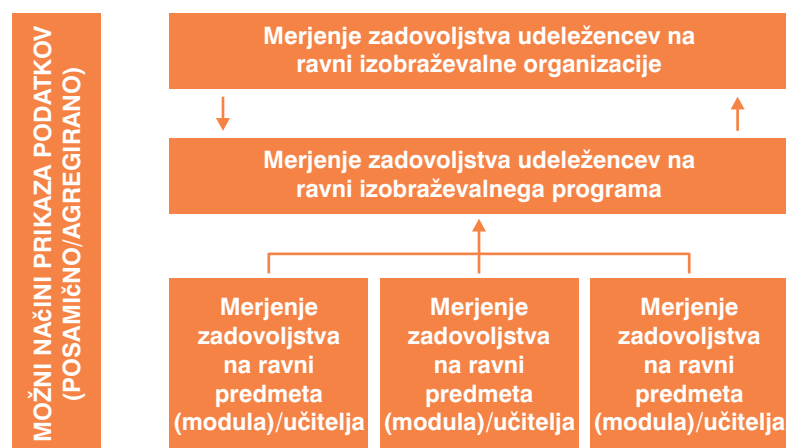 MOŽNI NAČINI PRIKAZA PODATKOV
(POSAMIČNO/AGREGIRANO)
Merjenje zadovoljstva udeležencev na
ravni izobraževalne organizacije
Merjenje zadovoljstva udeležencev na
ravni izobraževalnega programa
Merjenje
zadovoljstva
na ravni
predmeta
(modula)/učitelja
Merjenje
zadovoljstva
na ravni
predmeta
(modula)/učitelja
Merjenje
zadovoljstva
na ravni
predmeta
(modula)/učitelja